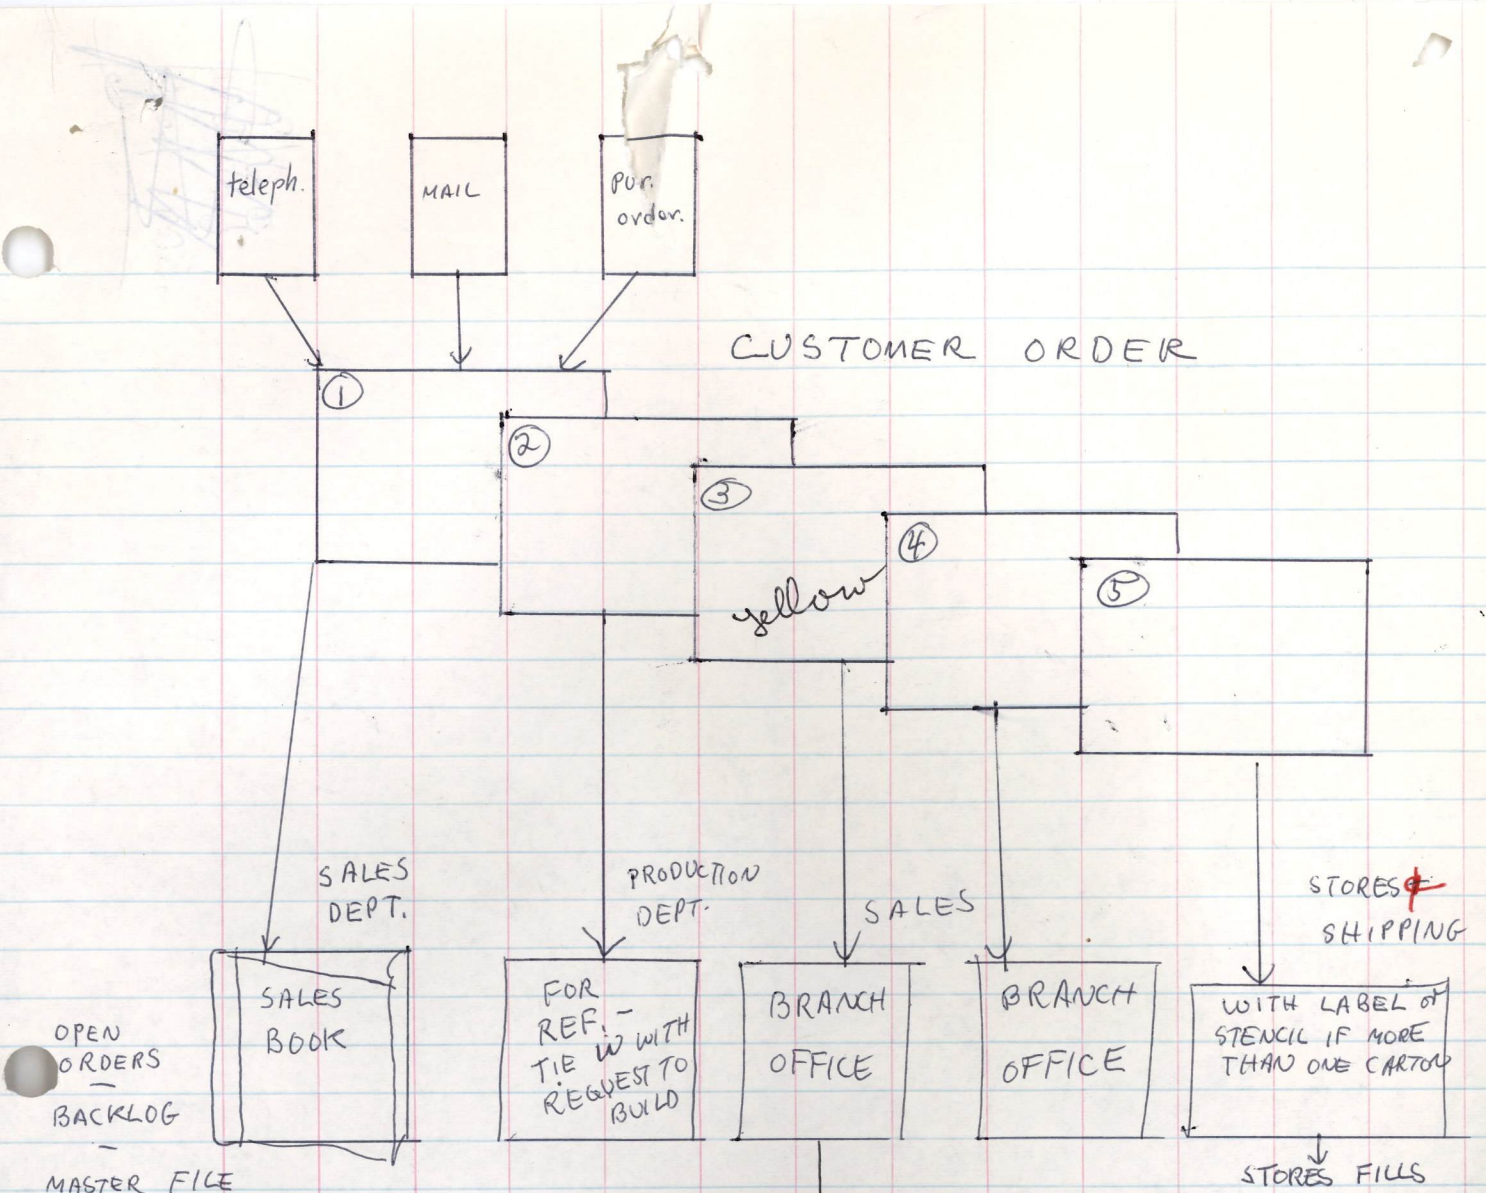 teleph.
MAIL
Pur.
order.
CUSTOMER ORDER
1
2
3
4
5
yellow
SALES
DEPT.
PRODUCTION
DEPT.
SALES
STORES &
SHIPPING
SALES
BOOK
FOR
REF. -
TIE IN WITH
REQUEST TO
BUILD
BRANCH
OFFICE
BRANCH
OFFICE
WITH LABEL or
STENCIL IF MORE
THAN ONE CARTON
OPEN
ORDERS
—
BACKLOG
—
MASTER FILE
STORES FILLS